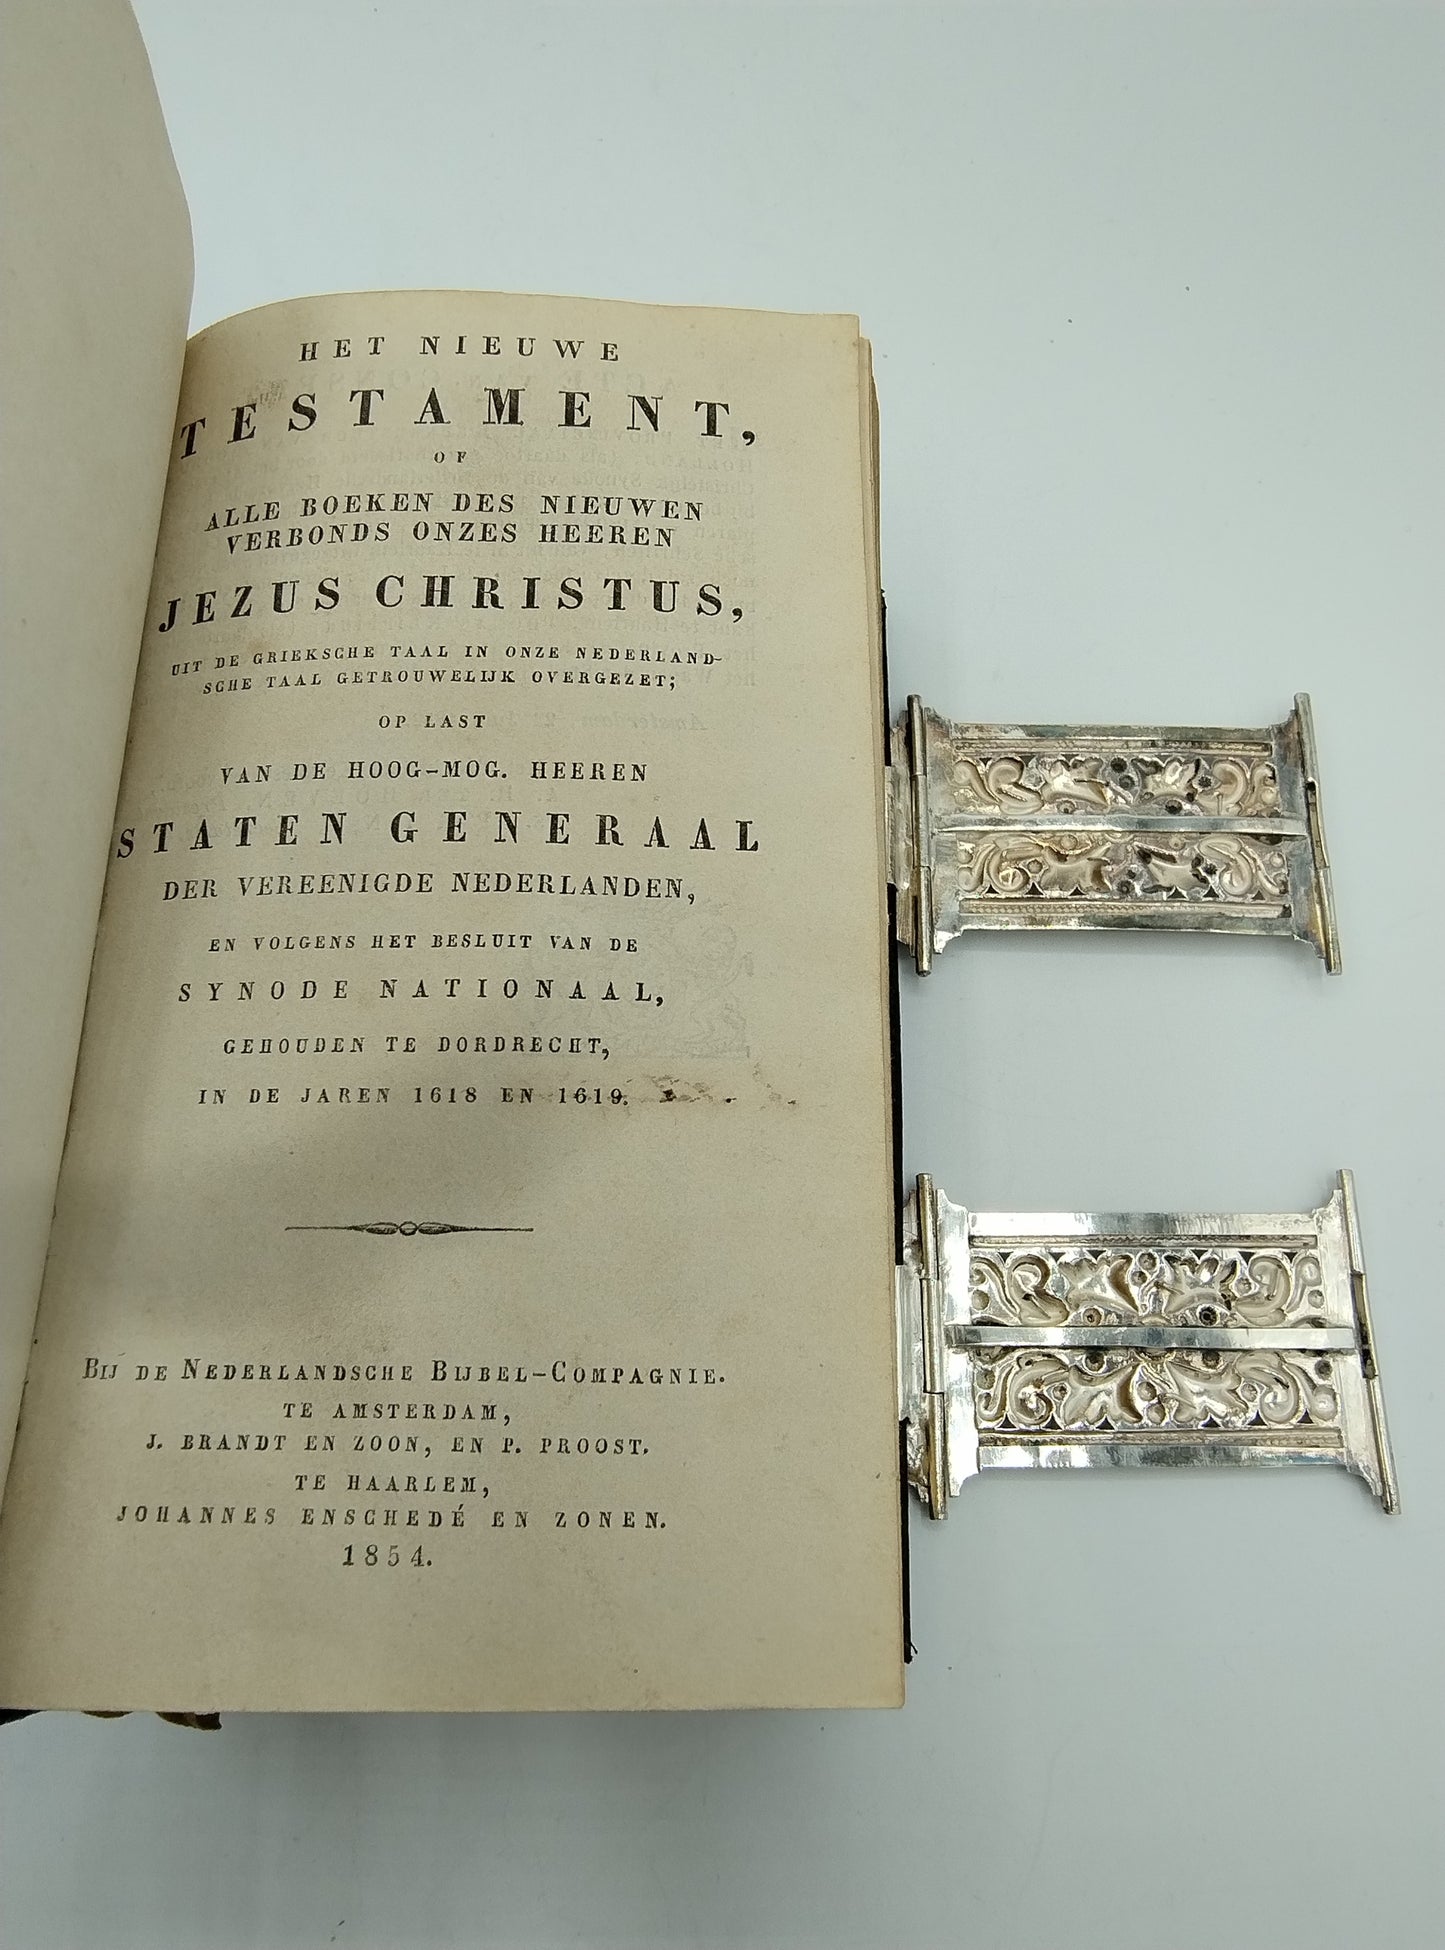 HET NIEUWE
TESTAMENT,
OF
ALLE BOEKEN DES NIEUWEN
VERBONDS ONZES HEEREN
JEZUS CHRISTUS,
UIT DE GRIEKSCHE TAAL IN ONZE NEDERLAND-
SCHE TAAL GETROUWELIJK OVERGEZET;
OP LAST
VAN DE HOOG-MOG. HEEREN
STATEN GENERAAL
DER VEREENIGDE NEDERLANDEN,
EN VOLGENS HET BESLUIT VAN DE
SYNODE NATIONAAL,
GEHOUDEN TE DORDRECHT,
IN DE JAREN 1618 EN 1619.
BIJ DE NEDERLANDSCHE BIJBEL-COMPAGNIE.
TE AMSTERDAM,
J. BRANDT EN ZOON, EN P. PROOST.
TE HAARLEM,
JOHANNES ENSCHEDÉ EN ZONEN.
1854.